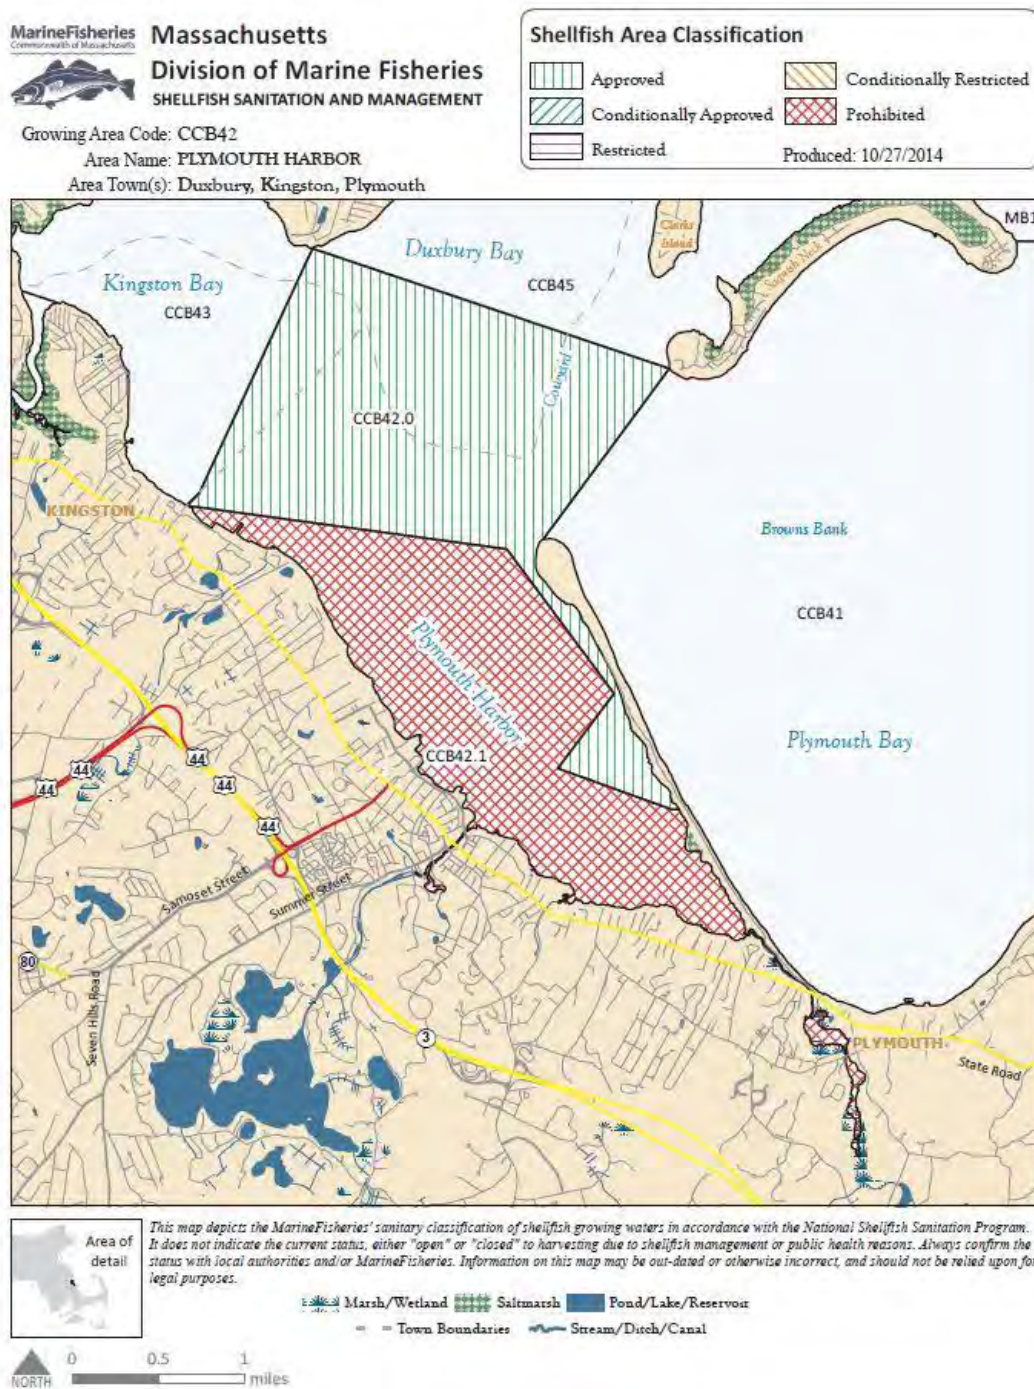 MarineFisheries
Commonwealth of Massachusetts
Massachusetts
Division of Marine Fisheries
SHELLFISH SANITATION AND MANAGEMENT
Growing Area Code: CCB42
Area Name: PLYMOUTH HARBOR
Area Town(s): Duxbury, Kingston, Plymouth
Shellfish Area Classification
Approved
Conditionally Restricted
Conditionally Approved
Prohibited
Restricted
Produced: 10/27/2014
MB1
Clarks
Island
Duxbury Bay
Saquish Neck
Kingston Bay
CCB45
CCB43
Cowyard
CCB42.0
KINGSTON
Browns Bank
CCB41
Plymouth Harbor
Plymouth Bay
CCB42.1
44
44
44
44
44
Samoset Street
Summer Street
80
Seven Hills Road
3
PLYMOUTH
State Road
Area of
detail
This map depicts the MarineFisheries' sanitary classification of shellfish growing waters in accordance with the National Shellfish Sanitation Program.
It does not indicate the current status, either "open" or "closed" to harvesting due to shellfish management or public health reasons. Always confirm the
status with local authorities and/or MarineFisheries. Information on this map may be out-dated or otherwise incorrect, and should not be relied upon for
legal purposes.
Marsh/Wetland Saltmarsh Pond/Lake/Reservoir
Town Boundaries Stream/Ditch/Canal
NORTH
0 0.5 1
miles